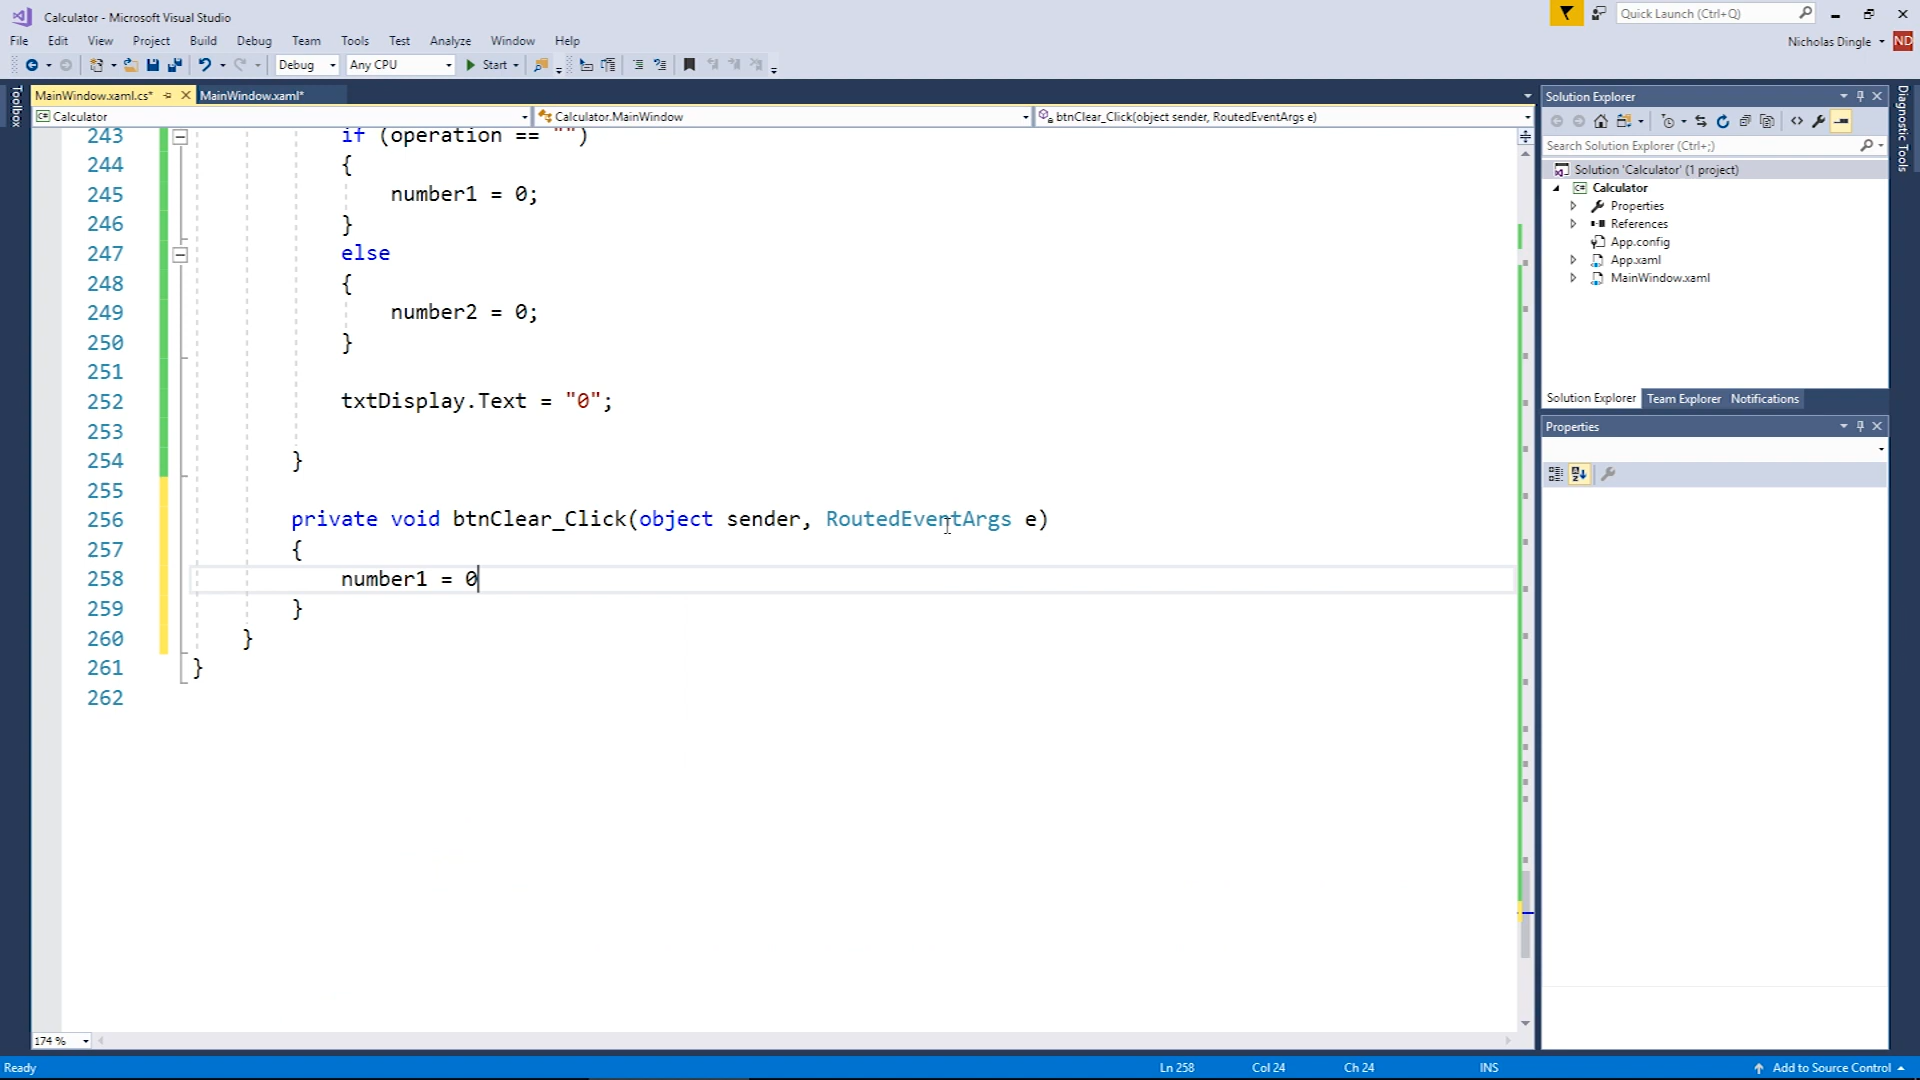 Calculator - Microsoft Visual Studio
Quick Launch (Ctrl+Q)
File Edit View Project Build Debug Team Tools Test Analyze Window Help
Nicholas Dingle ND
Debug Any CPU Start
Toolbox
MainWindow.xaml.cs* MainWindow.xaml*
Calculator Calculator.MainWindow btnClear_Click(object sender, RoutedEventArgs e)
243 if (operation == "")
244 {
245 number1 = 0;
246 }
247 else
248 {
249 number2 = 0;
250 }
251
252 txtDisplay.Text = "0";
253
254 }
255
256 private void btnClear_Click(object sender, RoutedEventArgs e)
257 {
258 number1 = 0
259 }
260 }
261 }
262
174 %
Solution Explorer
Search Solution Explorer (Ctrl+;)
Solution 'Calculator' (1 project)
Calculator
Properties
References
App.config
App.xaml
MainWindow.xaml
Solution Explorer Team Explorer Notifications
Properties
Diagnostic Tools
Ready Ln 258 Col 24 Ch 24 INS Add to Source Control